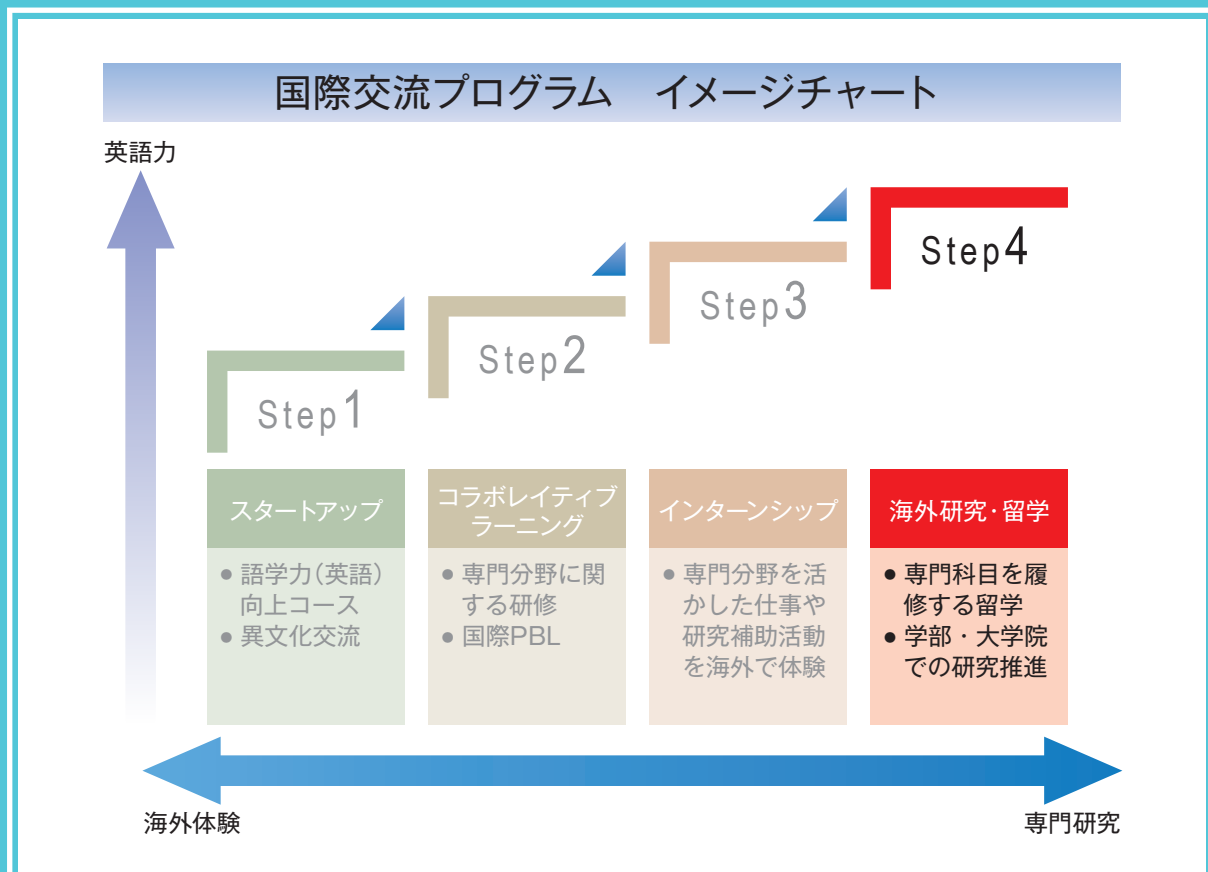 国際交流プログラム　イメージチャート
英語力
Step1
Step2
Step3
Step4
スタートアップ
● 語学力（英語）
向上コース
● 異文化交流
コラボレイティブ
ラーニング
● 専門分野に関
する研修
● 国際PBL
インターンシップ
● 専門分野を活
かした仕事や
研究補助活動
を海外で体験
海外研究・留学
● 専門科目を履
修する留学
● 学部・大学院
での研究推進
海外体験
専門研究